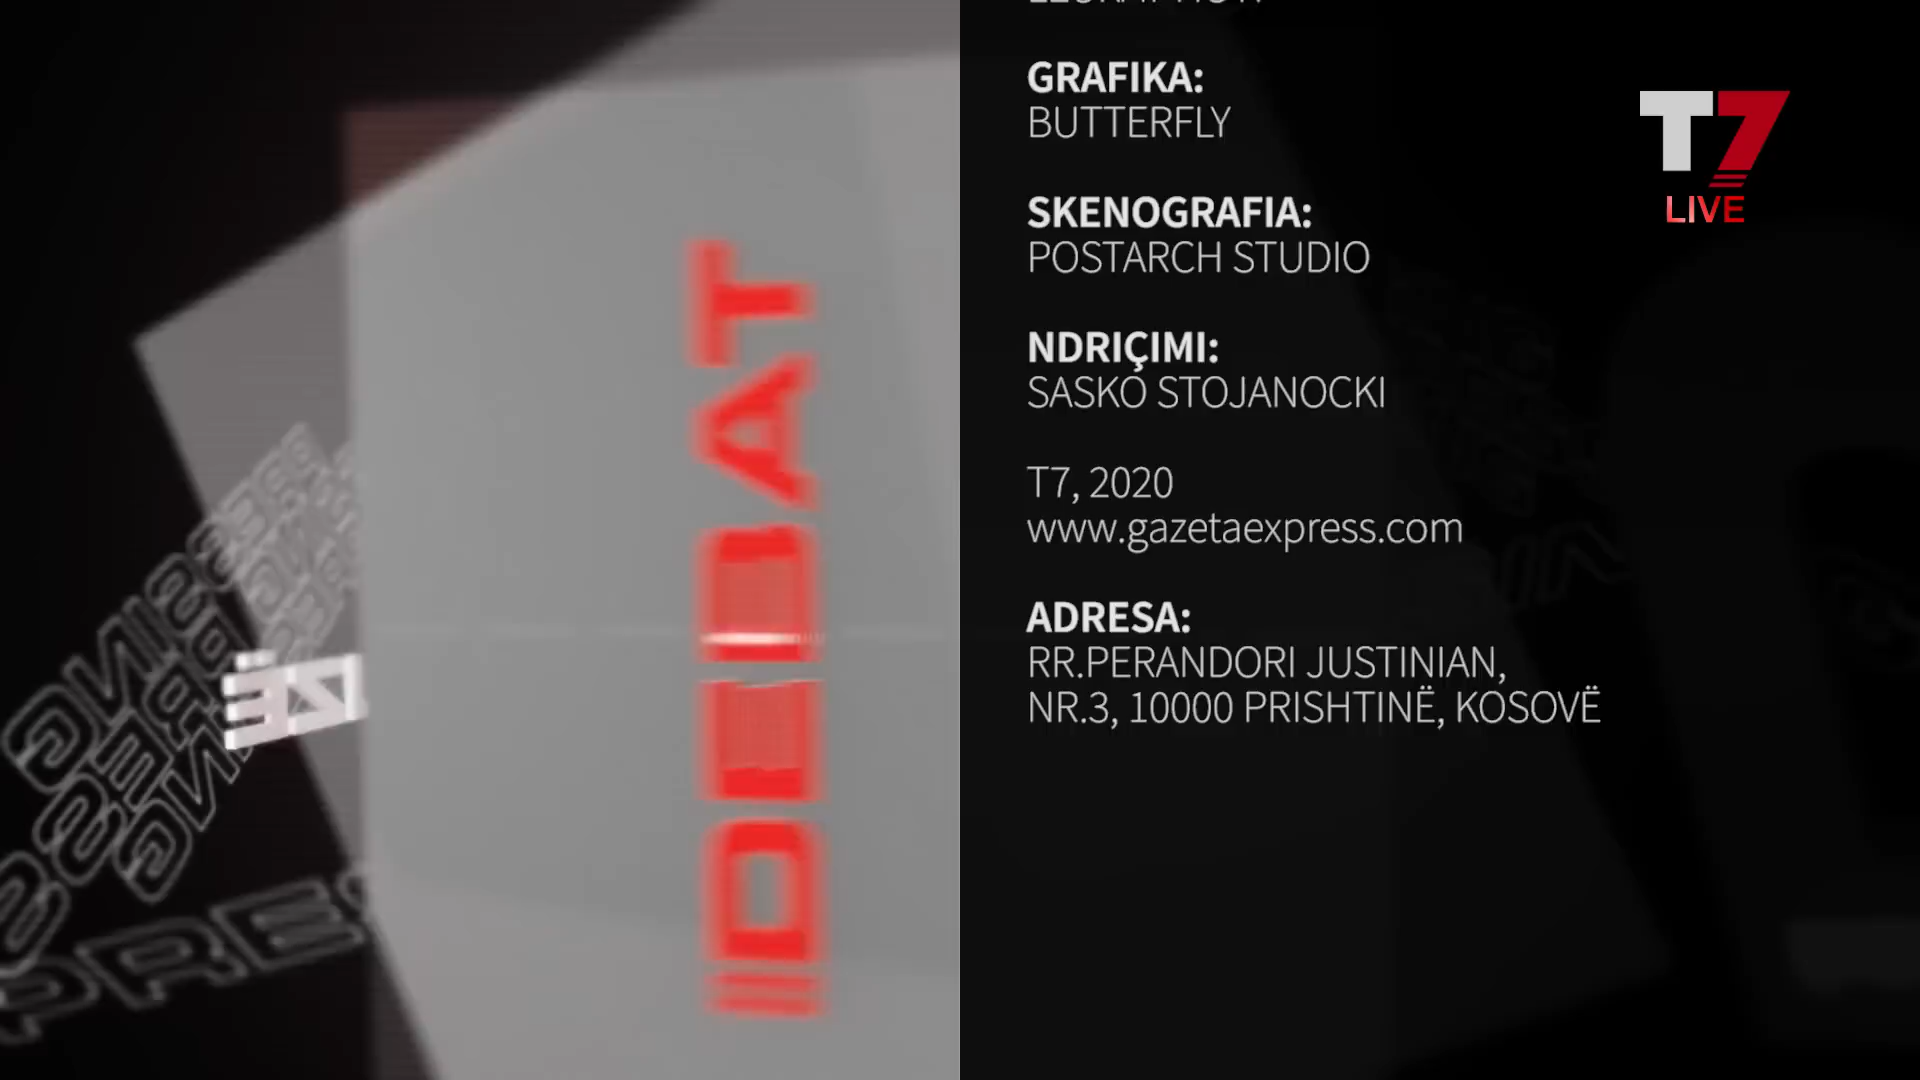 GRAFIKA:
BUTTERFLY
SKENOGRAFIA:
POSTARCH STUDIO
NDRIÇIMI:
SASKO STOJANOCKI
T7, 2020
www.gazetaexpress.com
ADRESA:
RR.PERANDORI JUSTINIAN,
NR.3, 10000 PRISHTINË, KOSOVË
T7
LIVE
DEBAT
PRES